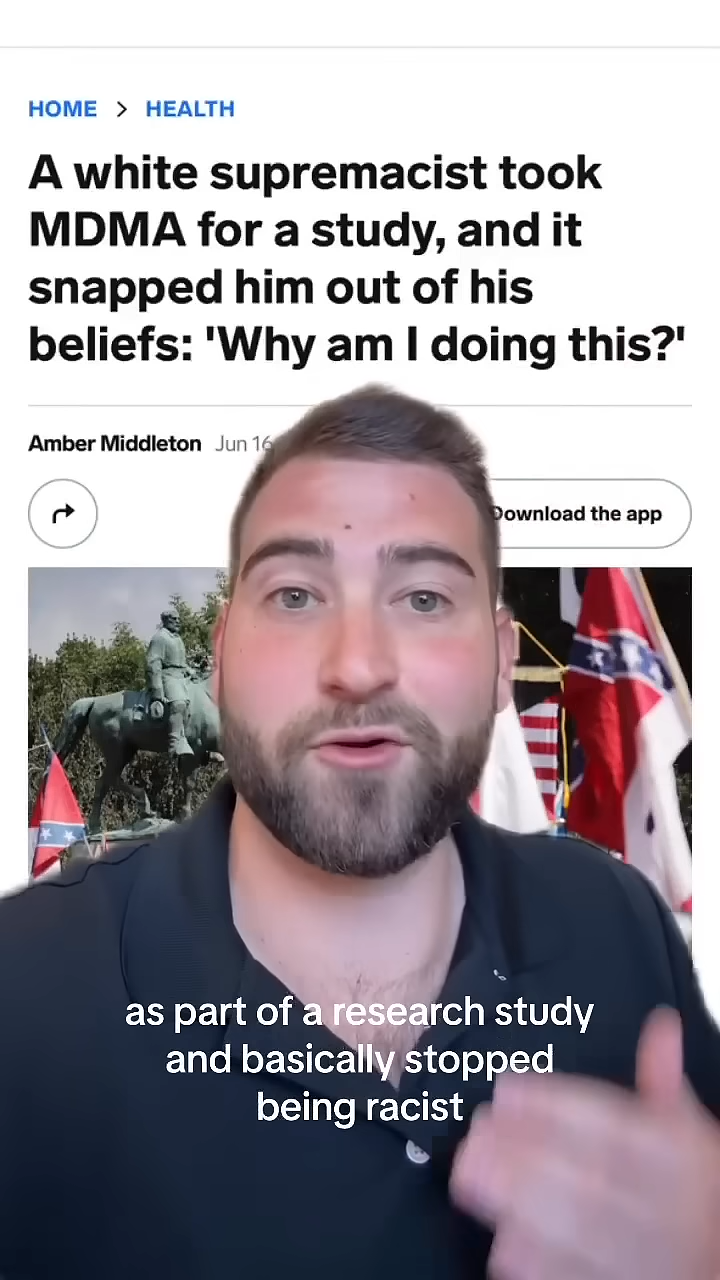 HOME > HEALTH
A white supremacist took
MDMA for a study, and it
snapped him out of his
beliefs: 'Why am I doing this?'
Amber Middleton Jun 16
Download the app
as part of a research study
and basically stopped
being racist